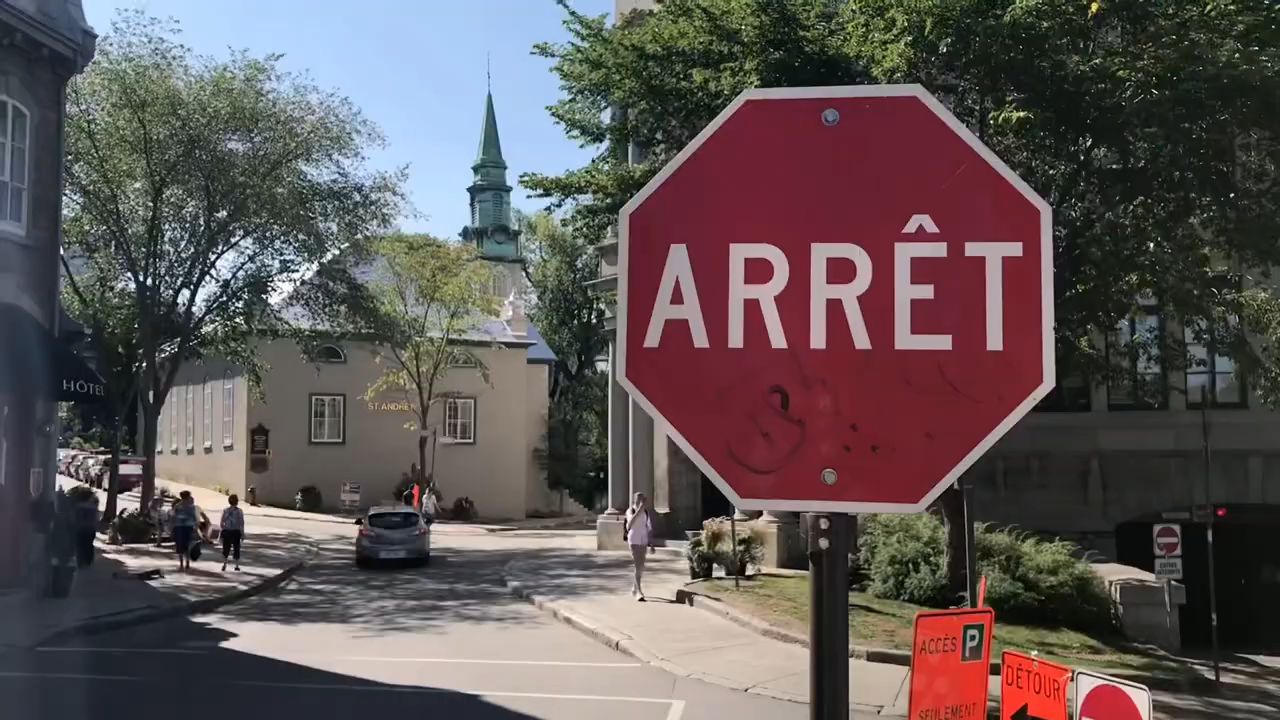 ARRÊT
HÔTEL
ST. ANDREW
ACCÈS P
SEULEMENT
DÉTOUR